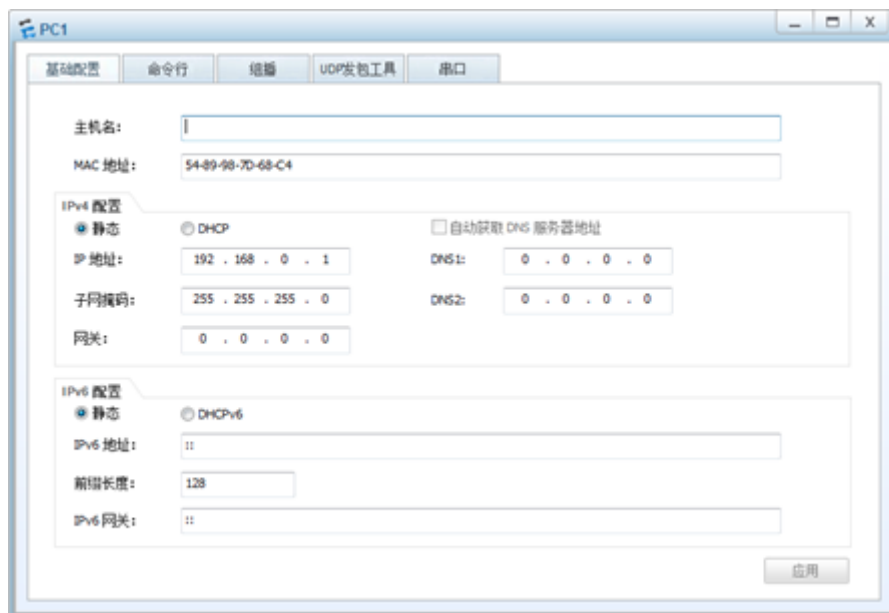 PC1
基础配置 命令行 组播 UDP发包工具 串口
主机名：
MAC 地址： 54-89-98-7D-68-C4
IPv4 配置
静态 DHCP 自动获取 DNS 服务器地址
IP 地址： 192 . 168 . 0 . 1 DNS1: 0 . 0 . 0 . 0
子网掩码： 255 . 255 . 255 . 0 DNS2: 0 . 0 . 0 . 0
网关： 0 . 0 . 0 . 0
IPv6 配置
静态 DHCPv6
IPv6 地址： ::
前缀长度： 128
IPv6 网关： ::
应用